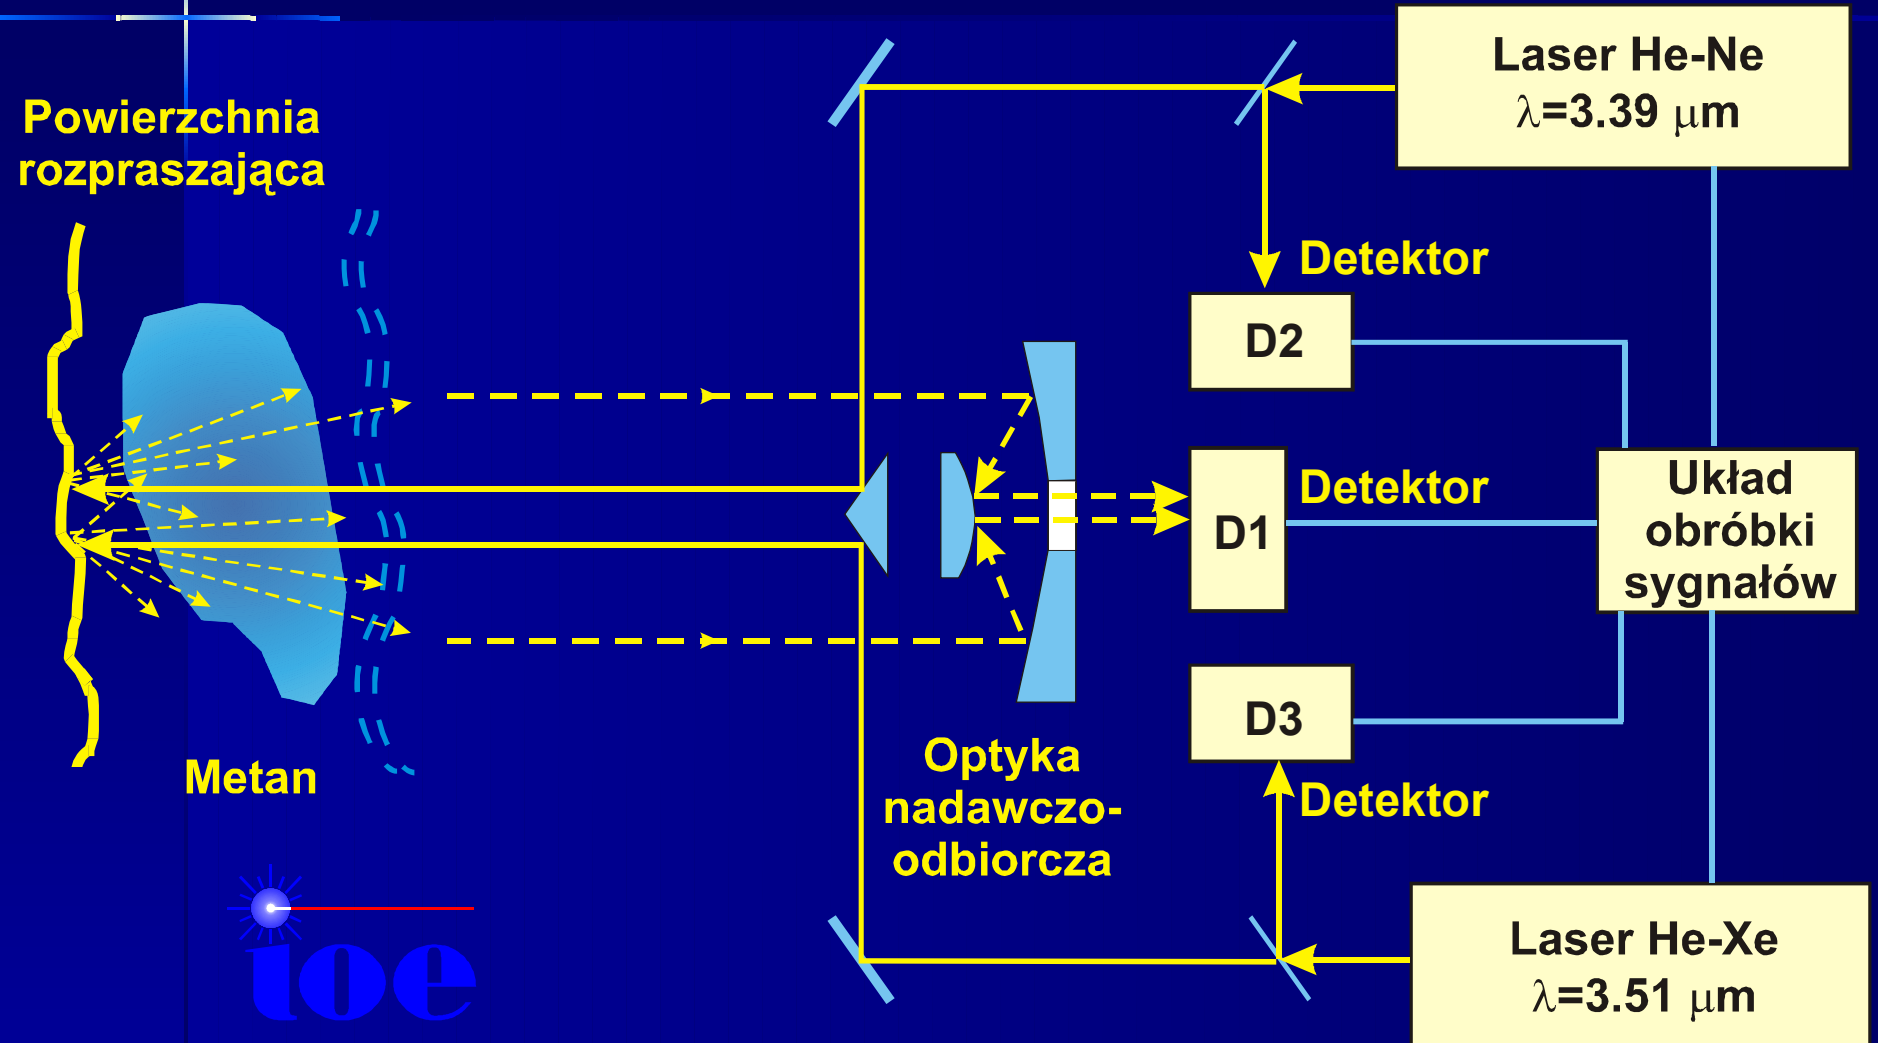 Powierzchnia
rozpraszająca
Metan
ioe
Optyka
nadawczo-
odbiorcza
Laser He-Ne
λ=3.39 μm
Detektor
D2
Detektor
D1
Układ
obróbki
sygnałów
D3
Detektor
Laser He-Xe
λ=3.51 μm